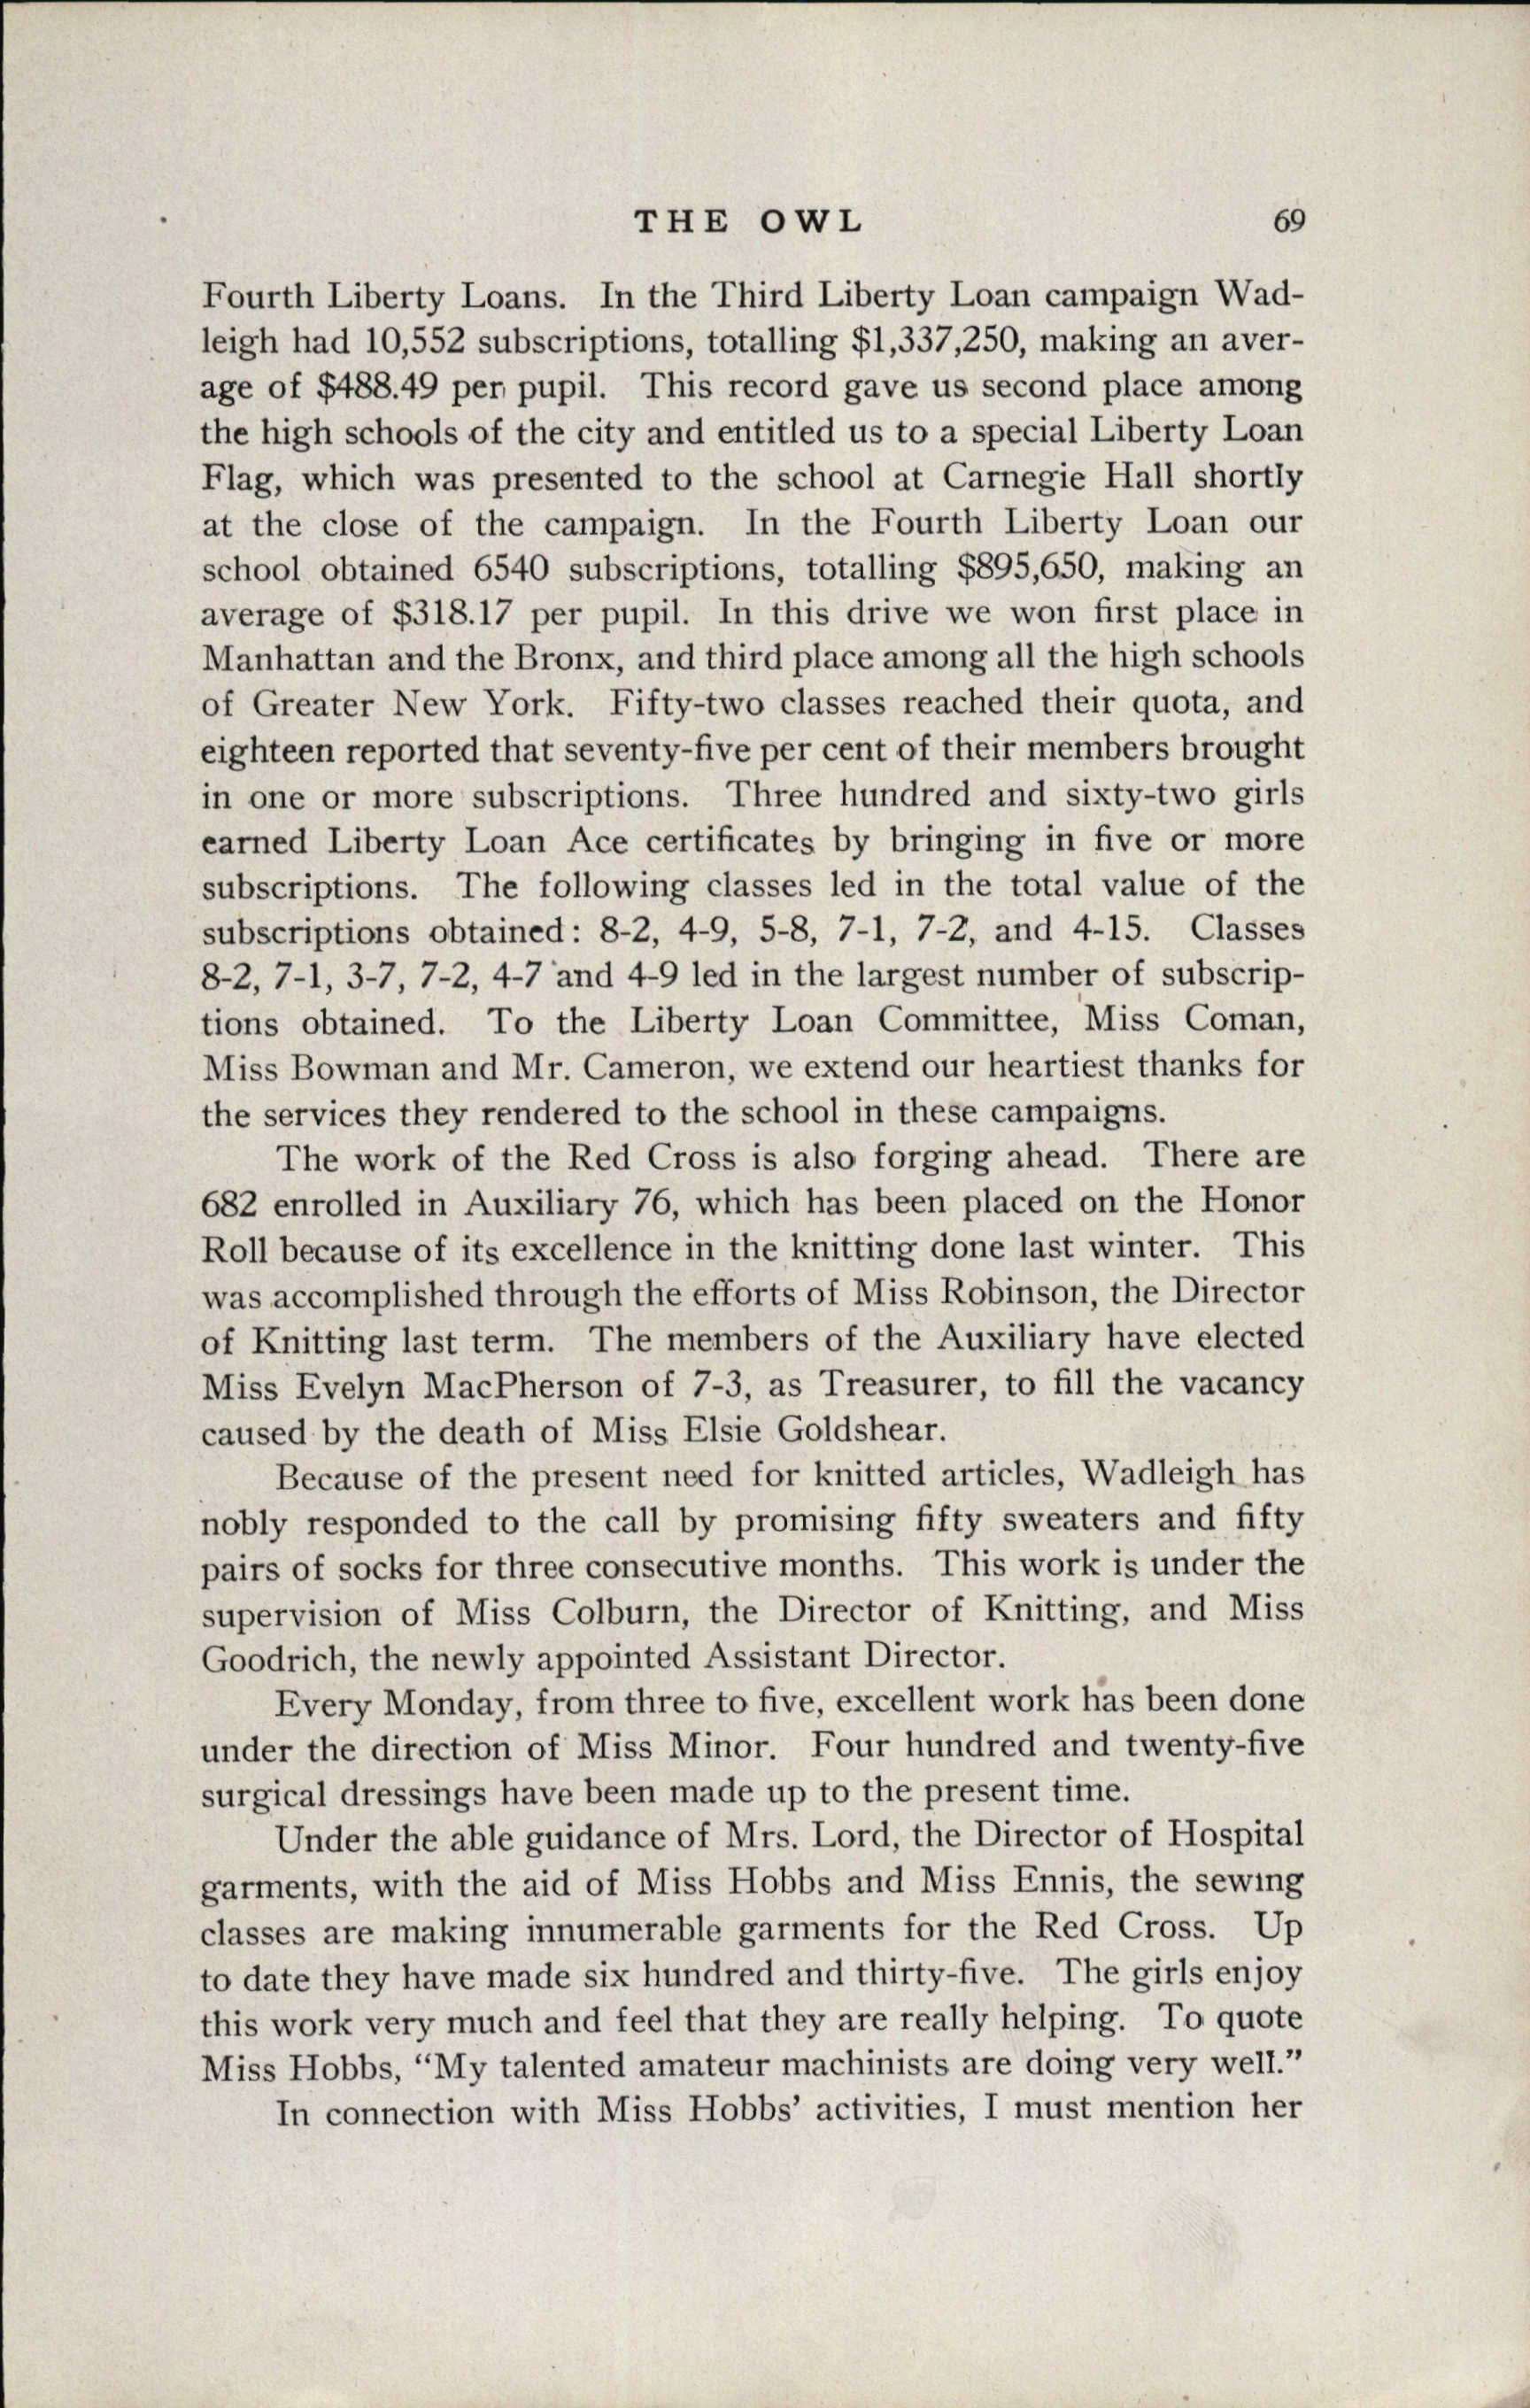 THE OWL 69
Fourth Liberty Loans. In the Third Liberty Loan campaign Wad-
leigh had 10,552 subscriptions, totalling $1,337,250, making an aver-
age of $488.49 per pupil. This record gave us second place among
the high schools of the city and entitled us to a special Liberty Loan
Flag, which was presented to the school at Carnegie Hall shortly
at the close of the campaign. In the Fourth Liberty Loan our
school obtained 6540 subscriptions, totalling $895,650, making an
average of $318.17 per pupil. In this drive we won first place in
Manhattan and the Bronx, and third place among all the high schools
of Greater New York. Fifty-two classes reached their quota, and
eighteen reported that seventy-five per cent of their members brought
in one or more subscriptions. Three hundred and sixty-two girls
earned Liberty Loan Ace certificates by bringing in five or more
subscriptions. The following classes led in the total value of the
subscriptions obtained: 8-2, 4-9, 5-8, 7-1, 7-2, and 4-15. Classes
8-2, 7-1, 3-7, 7-2, 4-7 and 4-9 led in the largest number of subscrip-
tions obtained. To the Liberty Loan Committee, Miss Coman,
Miss Bowman and Mr. Cameron, we extend our heartiest thanks for
the services they rendered to the school in these campaigns.
The work of the Red Cross is also forging ahead. There are
682 enrolled in Auxiliary 76, which has been placed on the Honor
Roll because of its excellence in the knitting done last winter. This
was accomplished through the efforts of Miss Robinson, the Director
of Knitting last term. The members of the Auxiliary have elected
Miss Evelyn MacPherson of 7-3, as Treasurer, to fill the vacancy
caused by the death of Miss Elsie Goldshear.
Because of the present need for knitted articles, Wadleigh has
nobly responded to the call by promising fifty sweaters and fifty
pairs of socks for three consecutive months. This work is under the
supervision of Miss Colburn, the Director of Knitting, and Miss
Goodrich, the newly appointed Assistant Director.
Every Monday, from three to five, excellent work has been done
under the direction of Miss Minor. Four hundred and twenty-five
surgical dressings have been made up to the present time.
Under the able guidance of Mrs. Lord, the Director of Hospital
garments, with the aid of Miss Hobbs and Miss Ennis, the sewing
classes are making innumerable garments for the Red Cross. Up
to date they have made six hundred and thirty-five. The girls enjoy
this work very much and feel that they are really helping. To quote
Miss Hobbs, “My talented amateur machinists are doing very well.”
In connection with Miss Hobbs’ activities, I must mention her